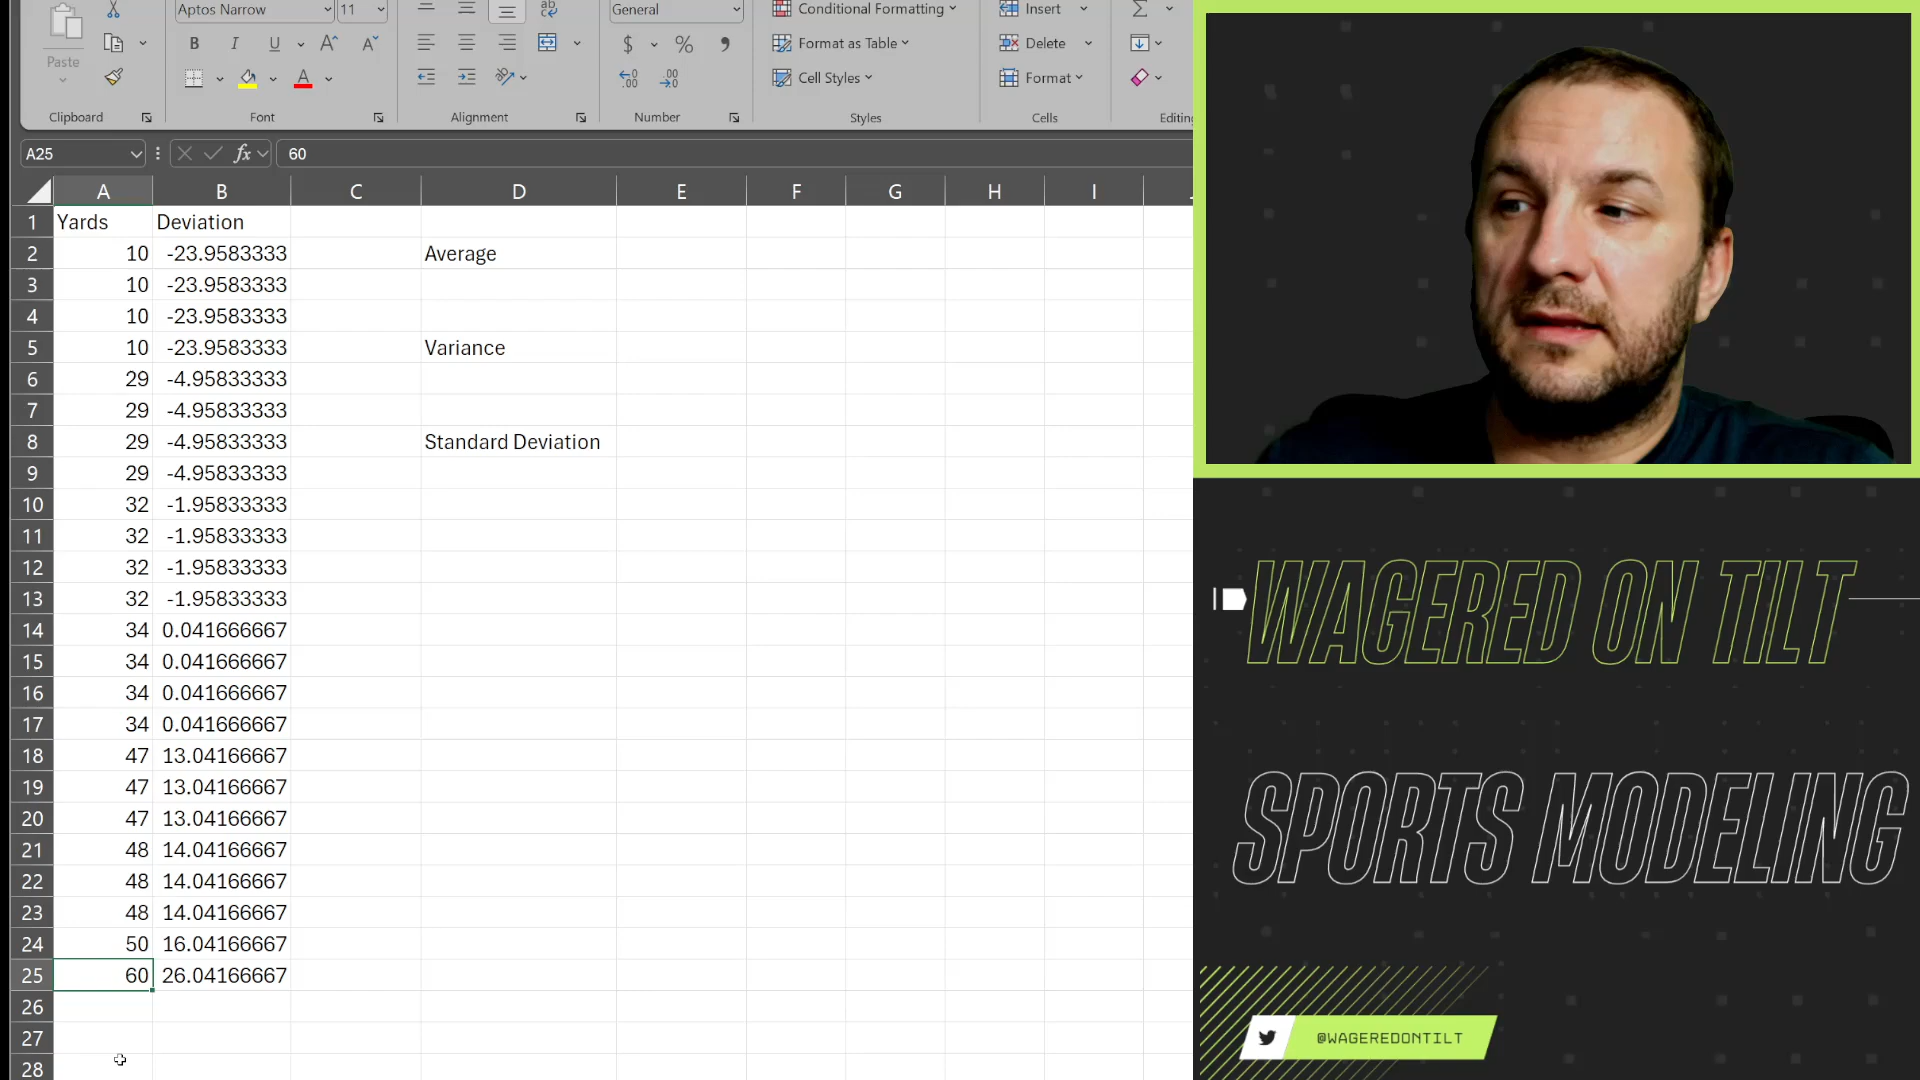 Aptos Narrow 11 General Conditional Formatting Insert
Paste B I U A A $ % Format as Table Delete
A Cell Styles Format
Clipboard Font Alignment Number Styles Cells
A25 fx 60
A B C D E F G H I
1 Yards Deviation
2 10 -23.9583333 Average
3 10 -23.9583333
4 10 -23.9583333
5 10 -23.9583333 Variance
6 29 -4.95833333
7 29 -4.95833333
8 29 -4.95833333 Standard Deviation
9 29 -4.95833333
10 32 -1.95833333
11 32 -1.95833333
12 32 -1.95833333
13 32 -1.95833333
14 34 0.041666667
15 34 0.041666667
16 34 0.041666667
17 34 0.041666667
18 47 13.04166667
19 47 13.04166667
20 47 13.04166667
21 48 14.04166667
22 48 14.04166667
23 48 14.04166667
24 50 16.04166667
25 60 26.04166667
26
27
28
WAGERED ON TILT
SPORTS MODELING
@WAGEREDONTILT